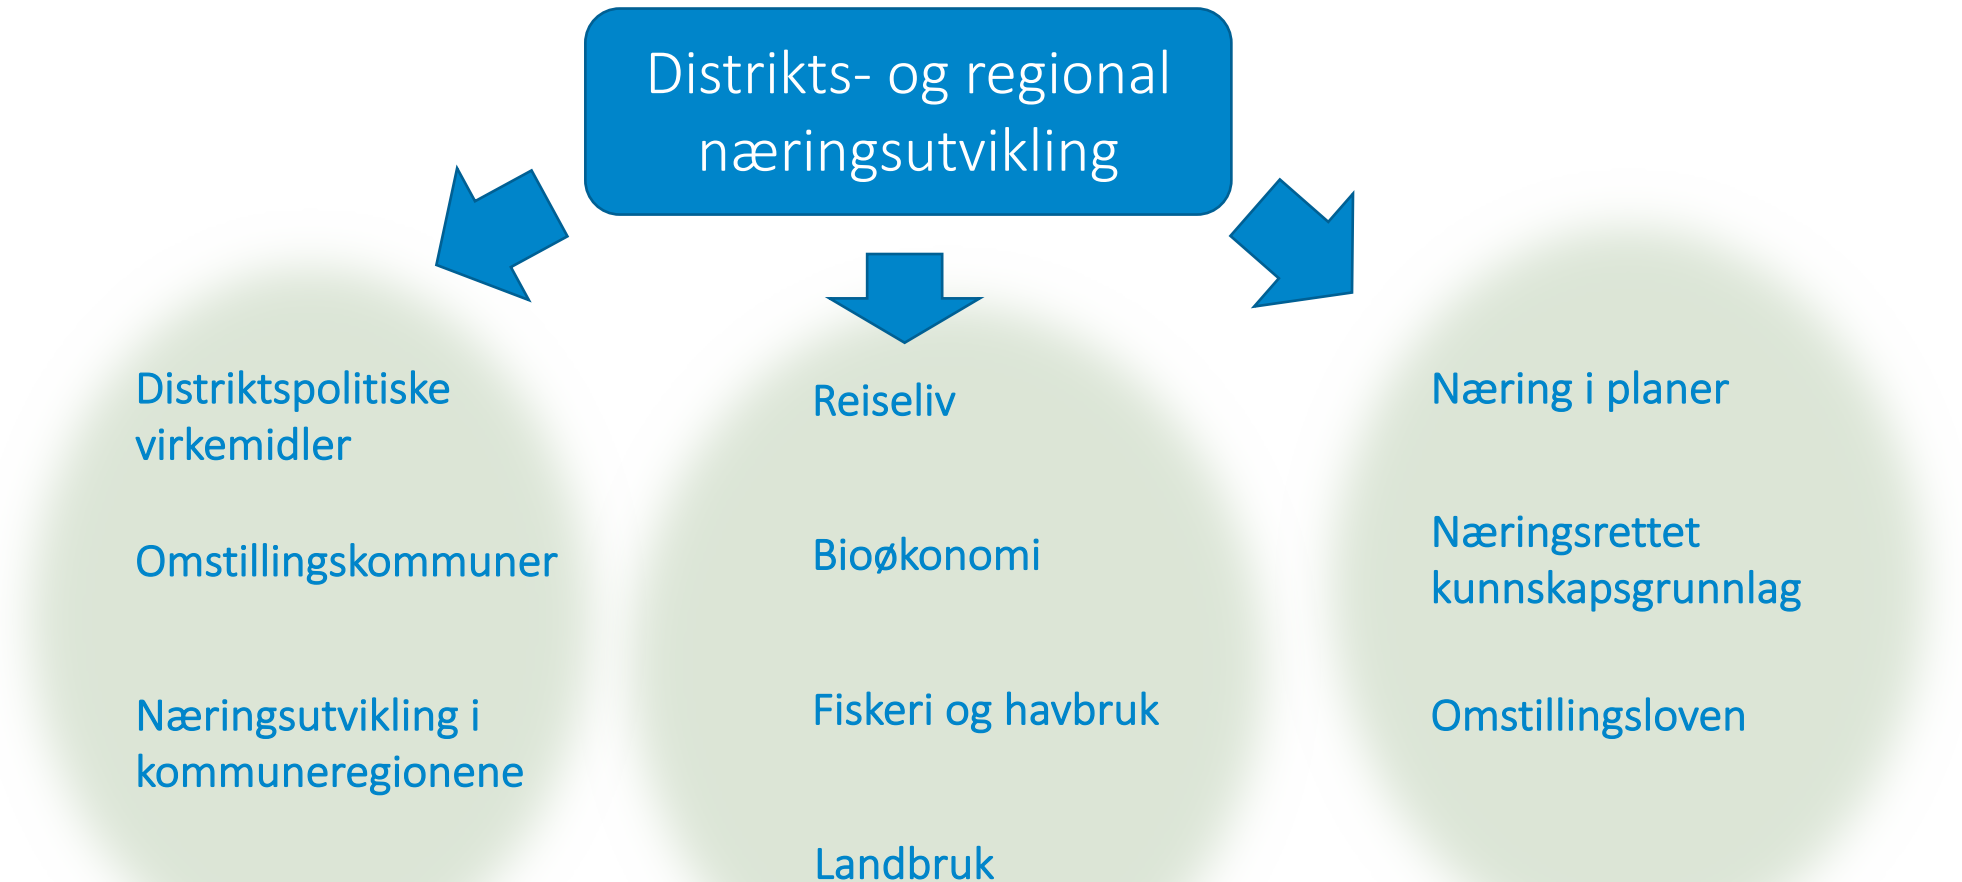 Distrikts- og regional
næringsutvikling
Distriktspolitiske
virkemidler
Omstillingskommuner
Næringsutvikling i
kommuneregionene
Reiseliv
Bioøkonomi
Fiskeri og havbruk
Landbruk
Næring i planer
Næringsrettet
kunnskapsgrunnlag
Omstillingsloven